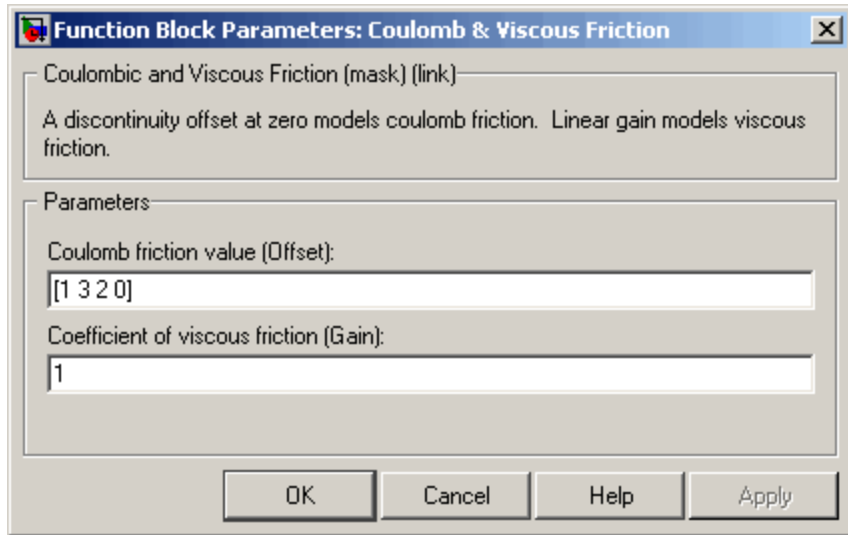 Function Block Parameters: Coulomb & Viscous Friction
Coulombic and Viscous Friction (mask) (link)
A discontinuity offset at zero models coulomb friction. Linear gain models viscous
friction.
Parameters
Coulomb friction value (Offset):
[1 3 2 0]
Coefficient of viscous friction (Gain):
1
OK Cancel Help Apply